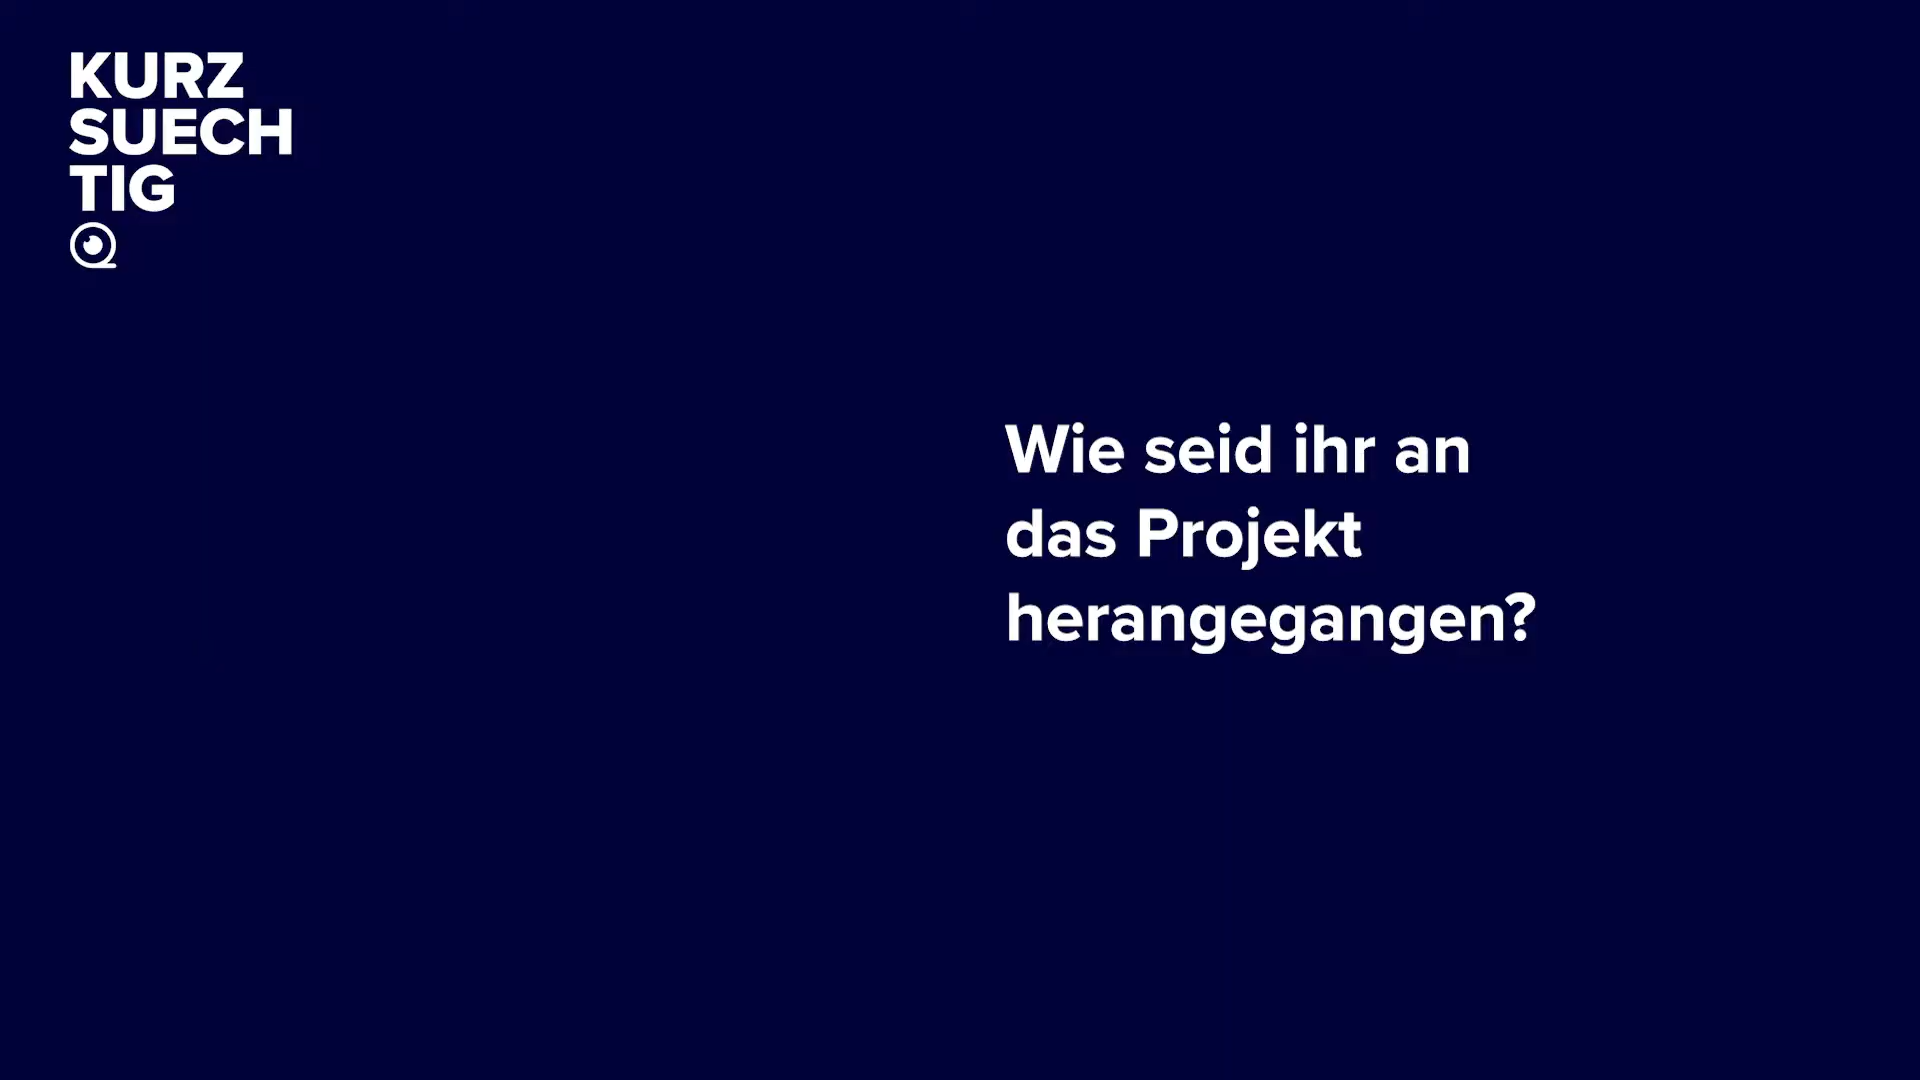 KURZ
SUECH
TIG
Wie seid ihr an
das Projekt
herangegangen?